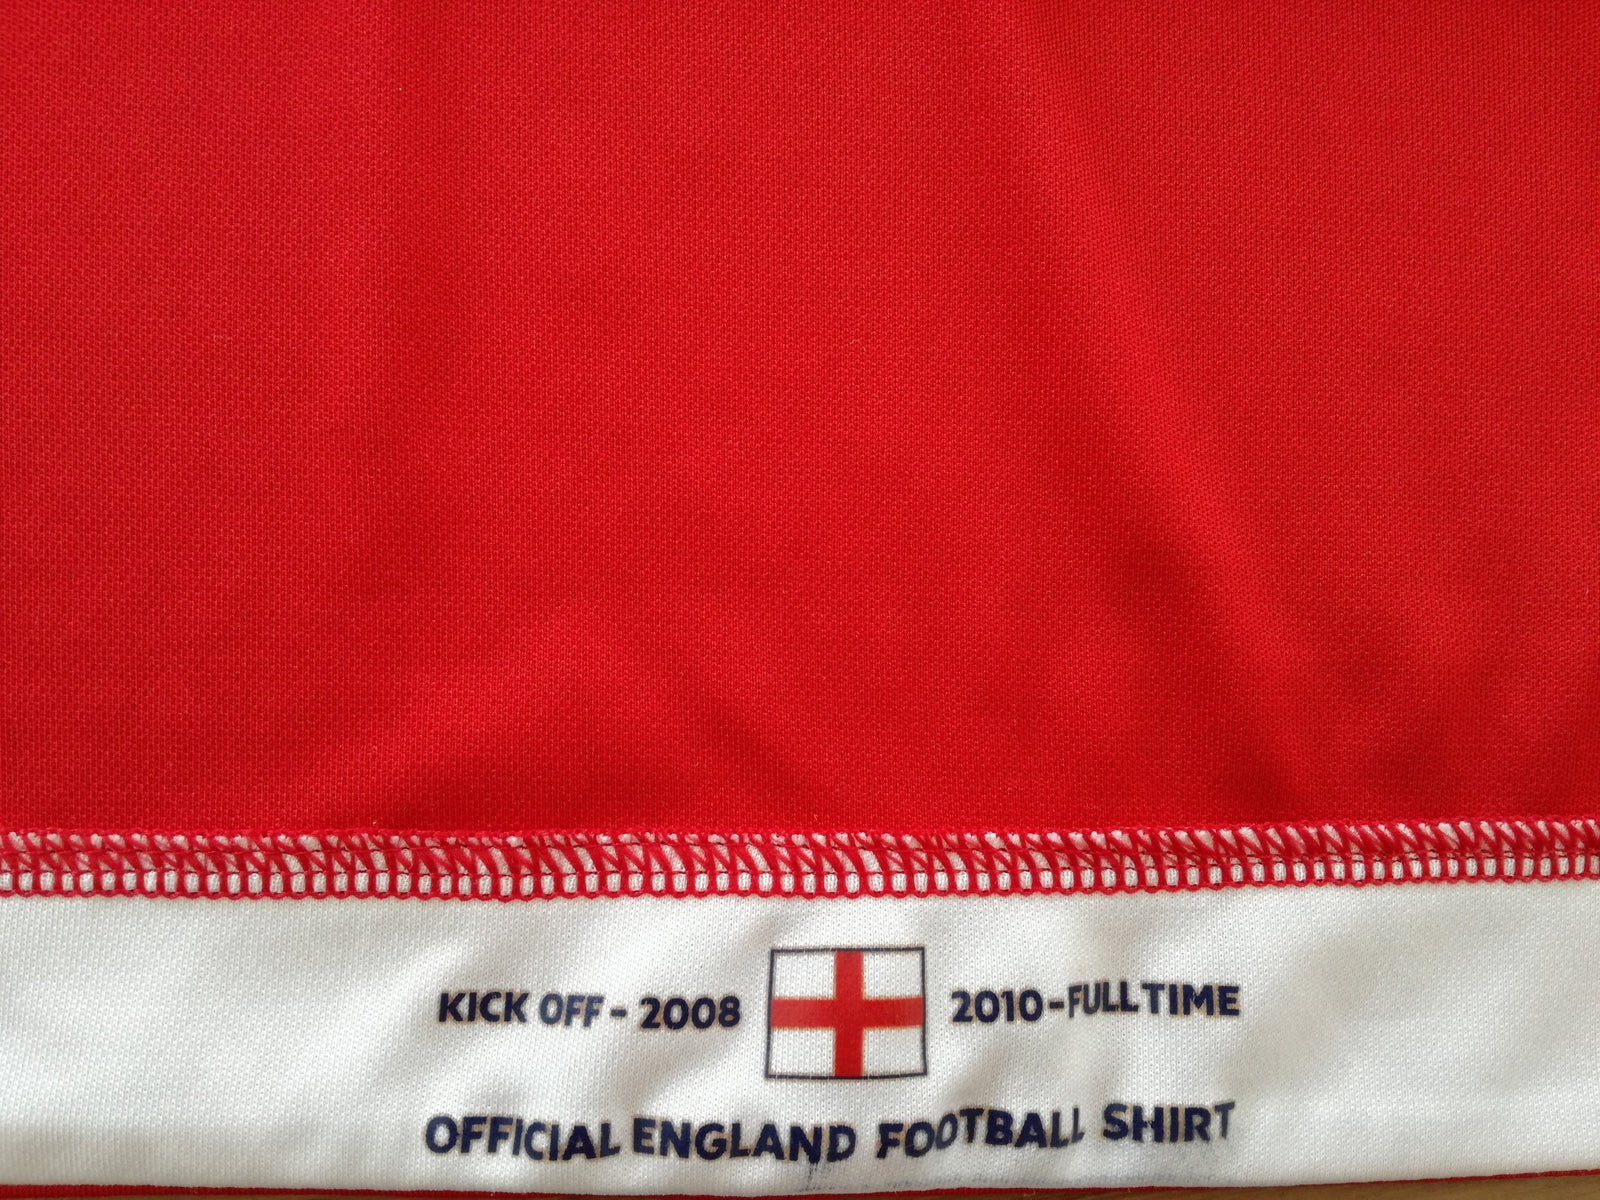 KICK OFF - 2008 2010 - FULL TIME
OFFICIAL ENGLAND FOOTBALL SHIRT